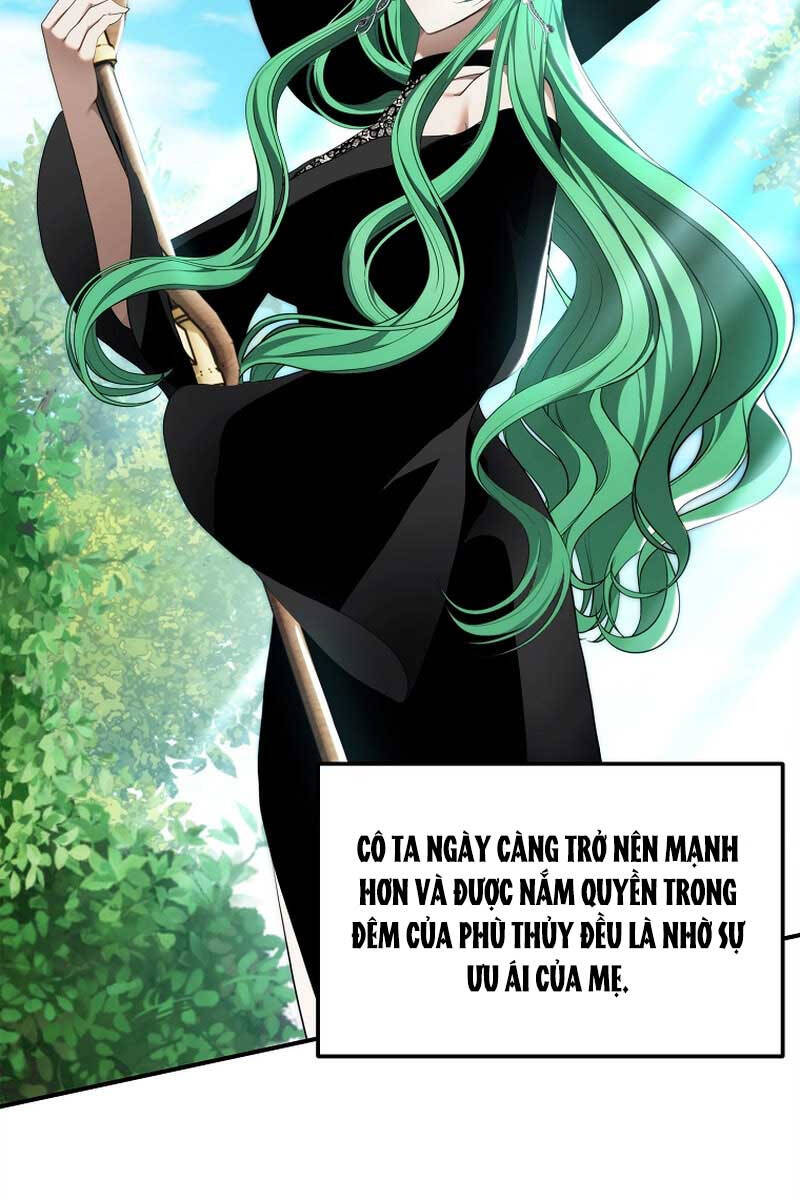 CÔ TA NGÀY CÀNG TRỞ NÊN MẠNH
HƠN VÀ ĐƯỢC NẮM QUYỀN TRONG
ĐÊM CỦA PHÙ THỦY ĐỀU LÀ NHỜ SỰ
ƯU ÁI CỦA MẸ.